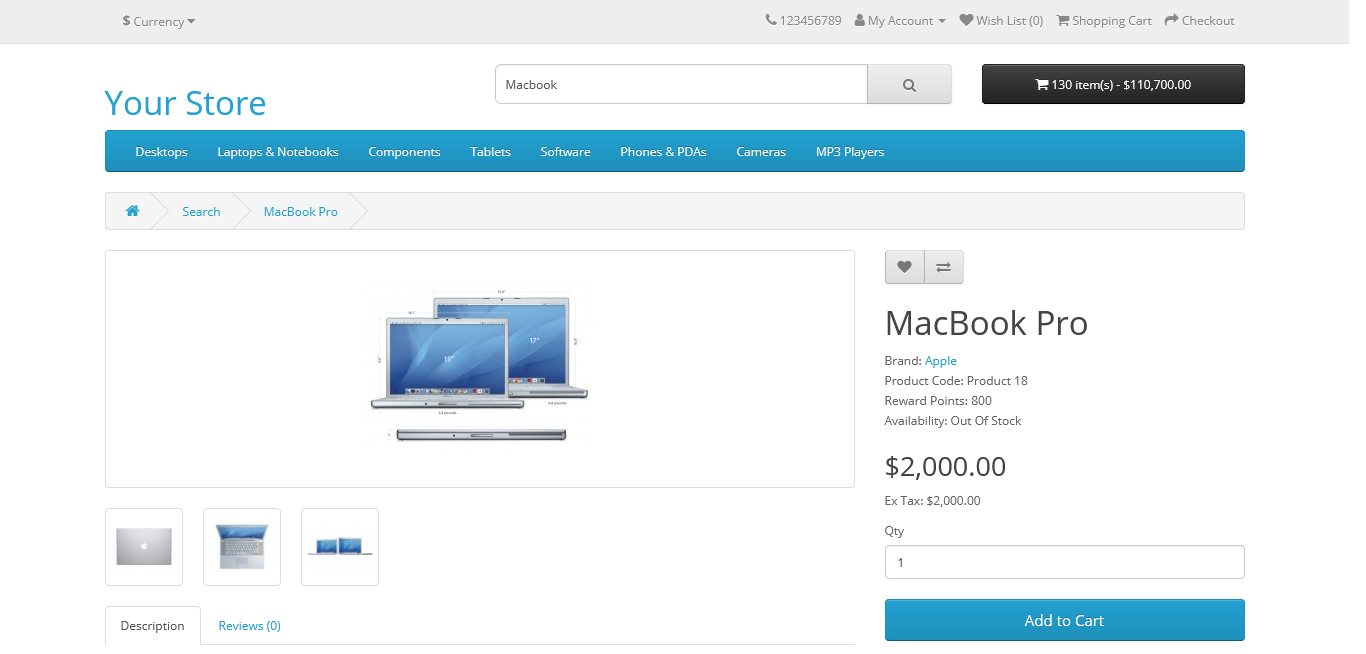 $ Currency
123456789 My Account Wish List (0) Shopping Cart Checkout
Your Store
Macbook
130 item(s) - $110,700.00
Desktops Laptops & Notebooks Components Tablets Software Phones & PDAs Cameras MP3 Players
Search MacBook Pro
15"
17"
MacBook Pro
Brand: Apple
Product Code: Product 18
Reward Points: 800
Availability: Out Of Stock
$2,000.00
Ex Tax: $2,000.00
Qty
1
Add to Cart
Description Reviews (0)